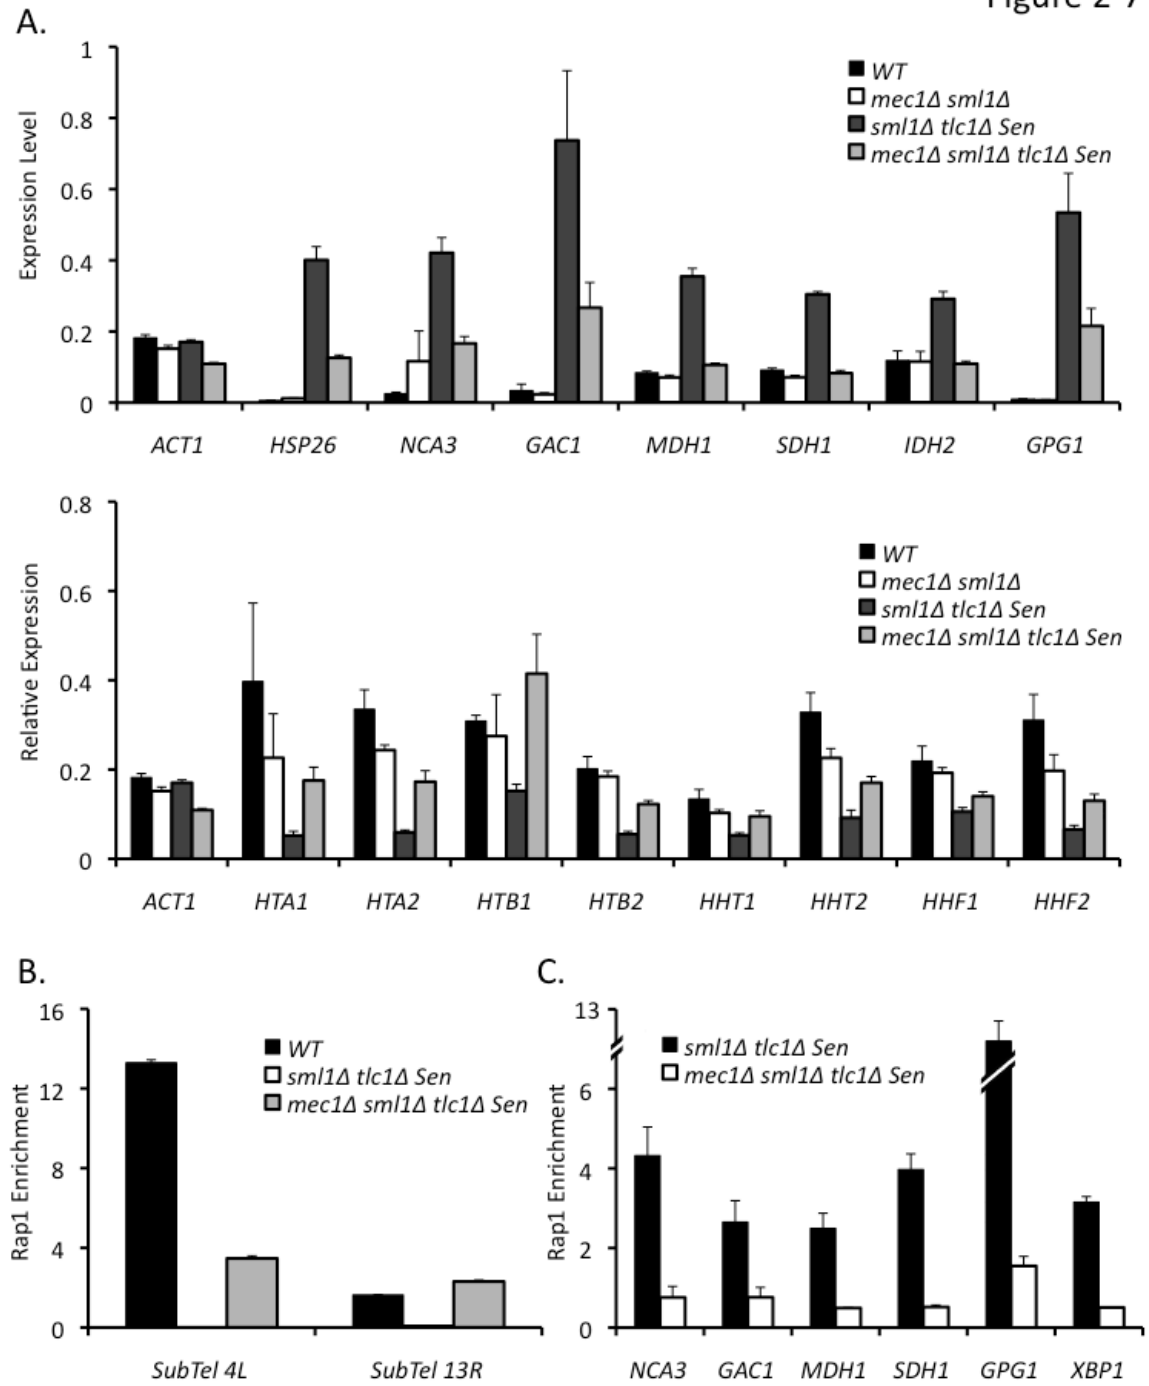 Figure 2-7
A.
1
0.8
0.6
0.4
0.2
0
Expression Level
WT
mec1Δ sml1Δ
sml1Δ tlc1Δ Sen
mec1Δ sml1Δ tlc1Δ Sen
ACT1 HSP26 NCA3 GAC1 MDH1 SDH1 IDH2 GPG1
0.8
0.6
0.4
0.2
0
Relative Expression
WT
mec1Δ sml1Δ
sml1Δ tlc1Δ Sen
mec1Δ sml1Δ tlc1Δ Sen
ACT1 HTA1 HTA2 HTB1 HTB2 HHT1 HHT2 HHF1 HHF2
B.
16
12
8
4
0
Rap1 Enrichment
WT
sml1Δ tlc1Δ Sen
mec1Δ sml1Δ tlc1Δ Sen
SubTel 4L SubTel 13R
C.
13
6
4
2
0
Rap1 Enrichment
sml1Δ tlc1Δ Sen
mec1Δ sml1Δ tlc1Δ Sen
NCA3 GAC1 MDH1 SDH1 GPG1 XBP1